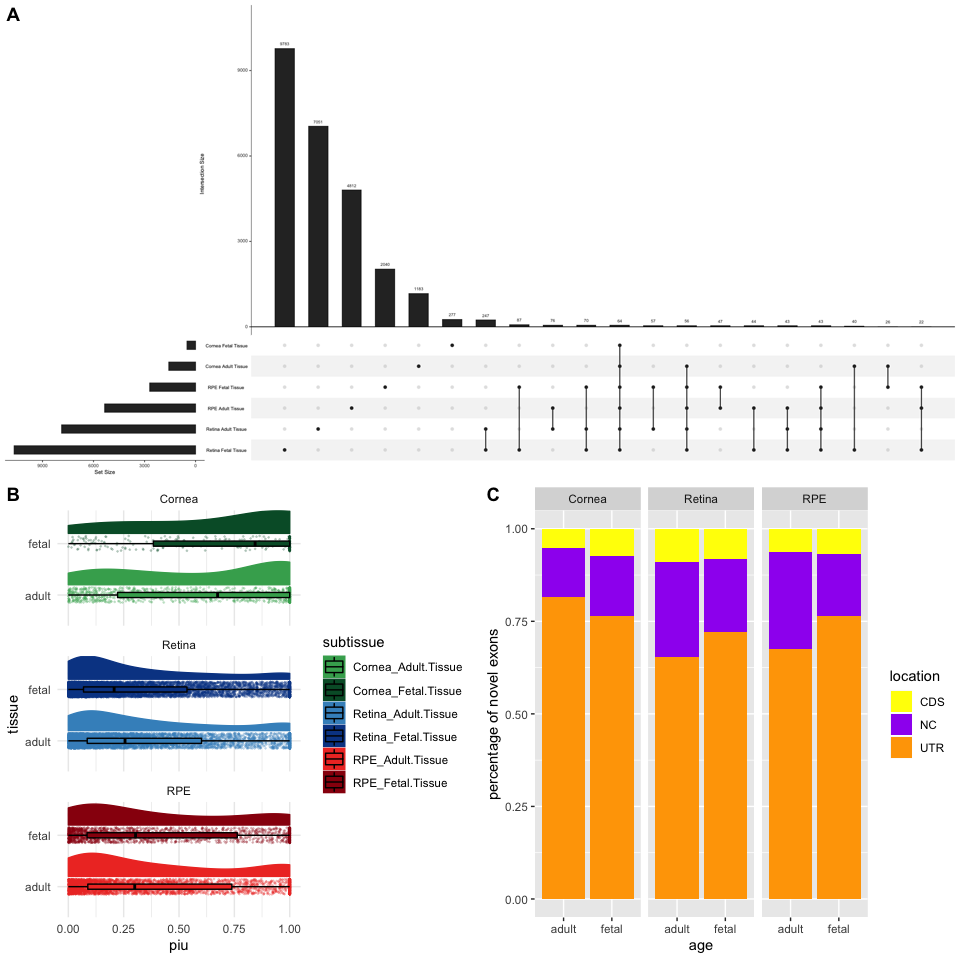 A
9000
6000
3000
0
Intersection Size
9793
7051
4812
2040
1183
277
247
87
76
70
64
57
56
47
44
43
43
40
26
22
Cornea Fetal Tissue
Cornea Adult Tissue
RPE Fetal Tissue
RPE Adult Tissue
Retina Adult Tissue
Retina Fetal Tissue
9000 6000 3000 0
Set Size
B
Cornea
fetal
adult
Retina
fetal
adult
RPE
fetal
adult
tissue
0.00 0.25 0.50 0.75 1.00
piu
subtissue
Cornea_Adult.Tissue
Cornea_Fetal.Tissue
Retina_Adult.Tissue
Retina_Fetal.Tissue
RPE_Adult.Tissue
RPE_Fetal.Tissue
C
Cornea Retina RPE
1.00
0.75
0.50
0.25
0.00
percentage of novel exons
adult fetal adult fetal adult fetal
age
location
CDS
NC
UTR